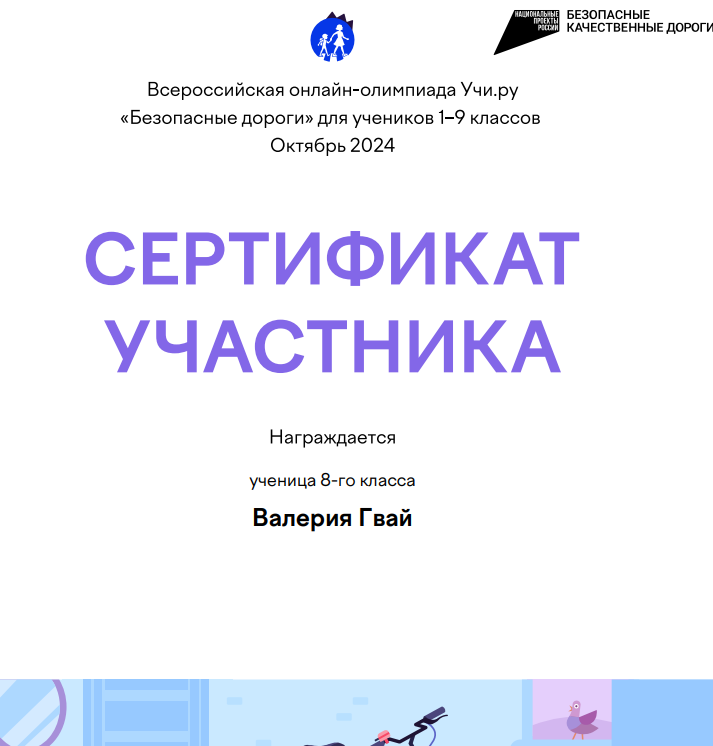 НАЦИОНАЛЬНЫЕ
ПРОЕКТЫ
РОССИИ
БЕЗОПАСНЫЕ
КАЧЕСТВЕННЫЕ ДОРОГИ
Всероссийская онлайн-олимпиада Учи.ру
«Безопасные дороги» для учеников 1–9 классов
Октябрь 2024
СЕРТИФИКАТ
УЧАСТНИКА
Награждается
ученица 8-го класса
Валерия Гвай